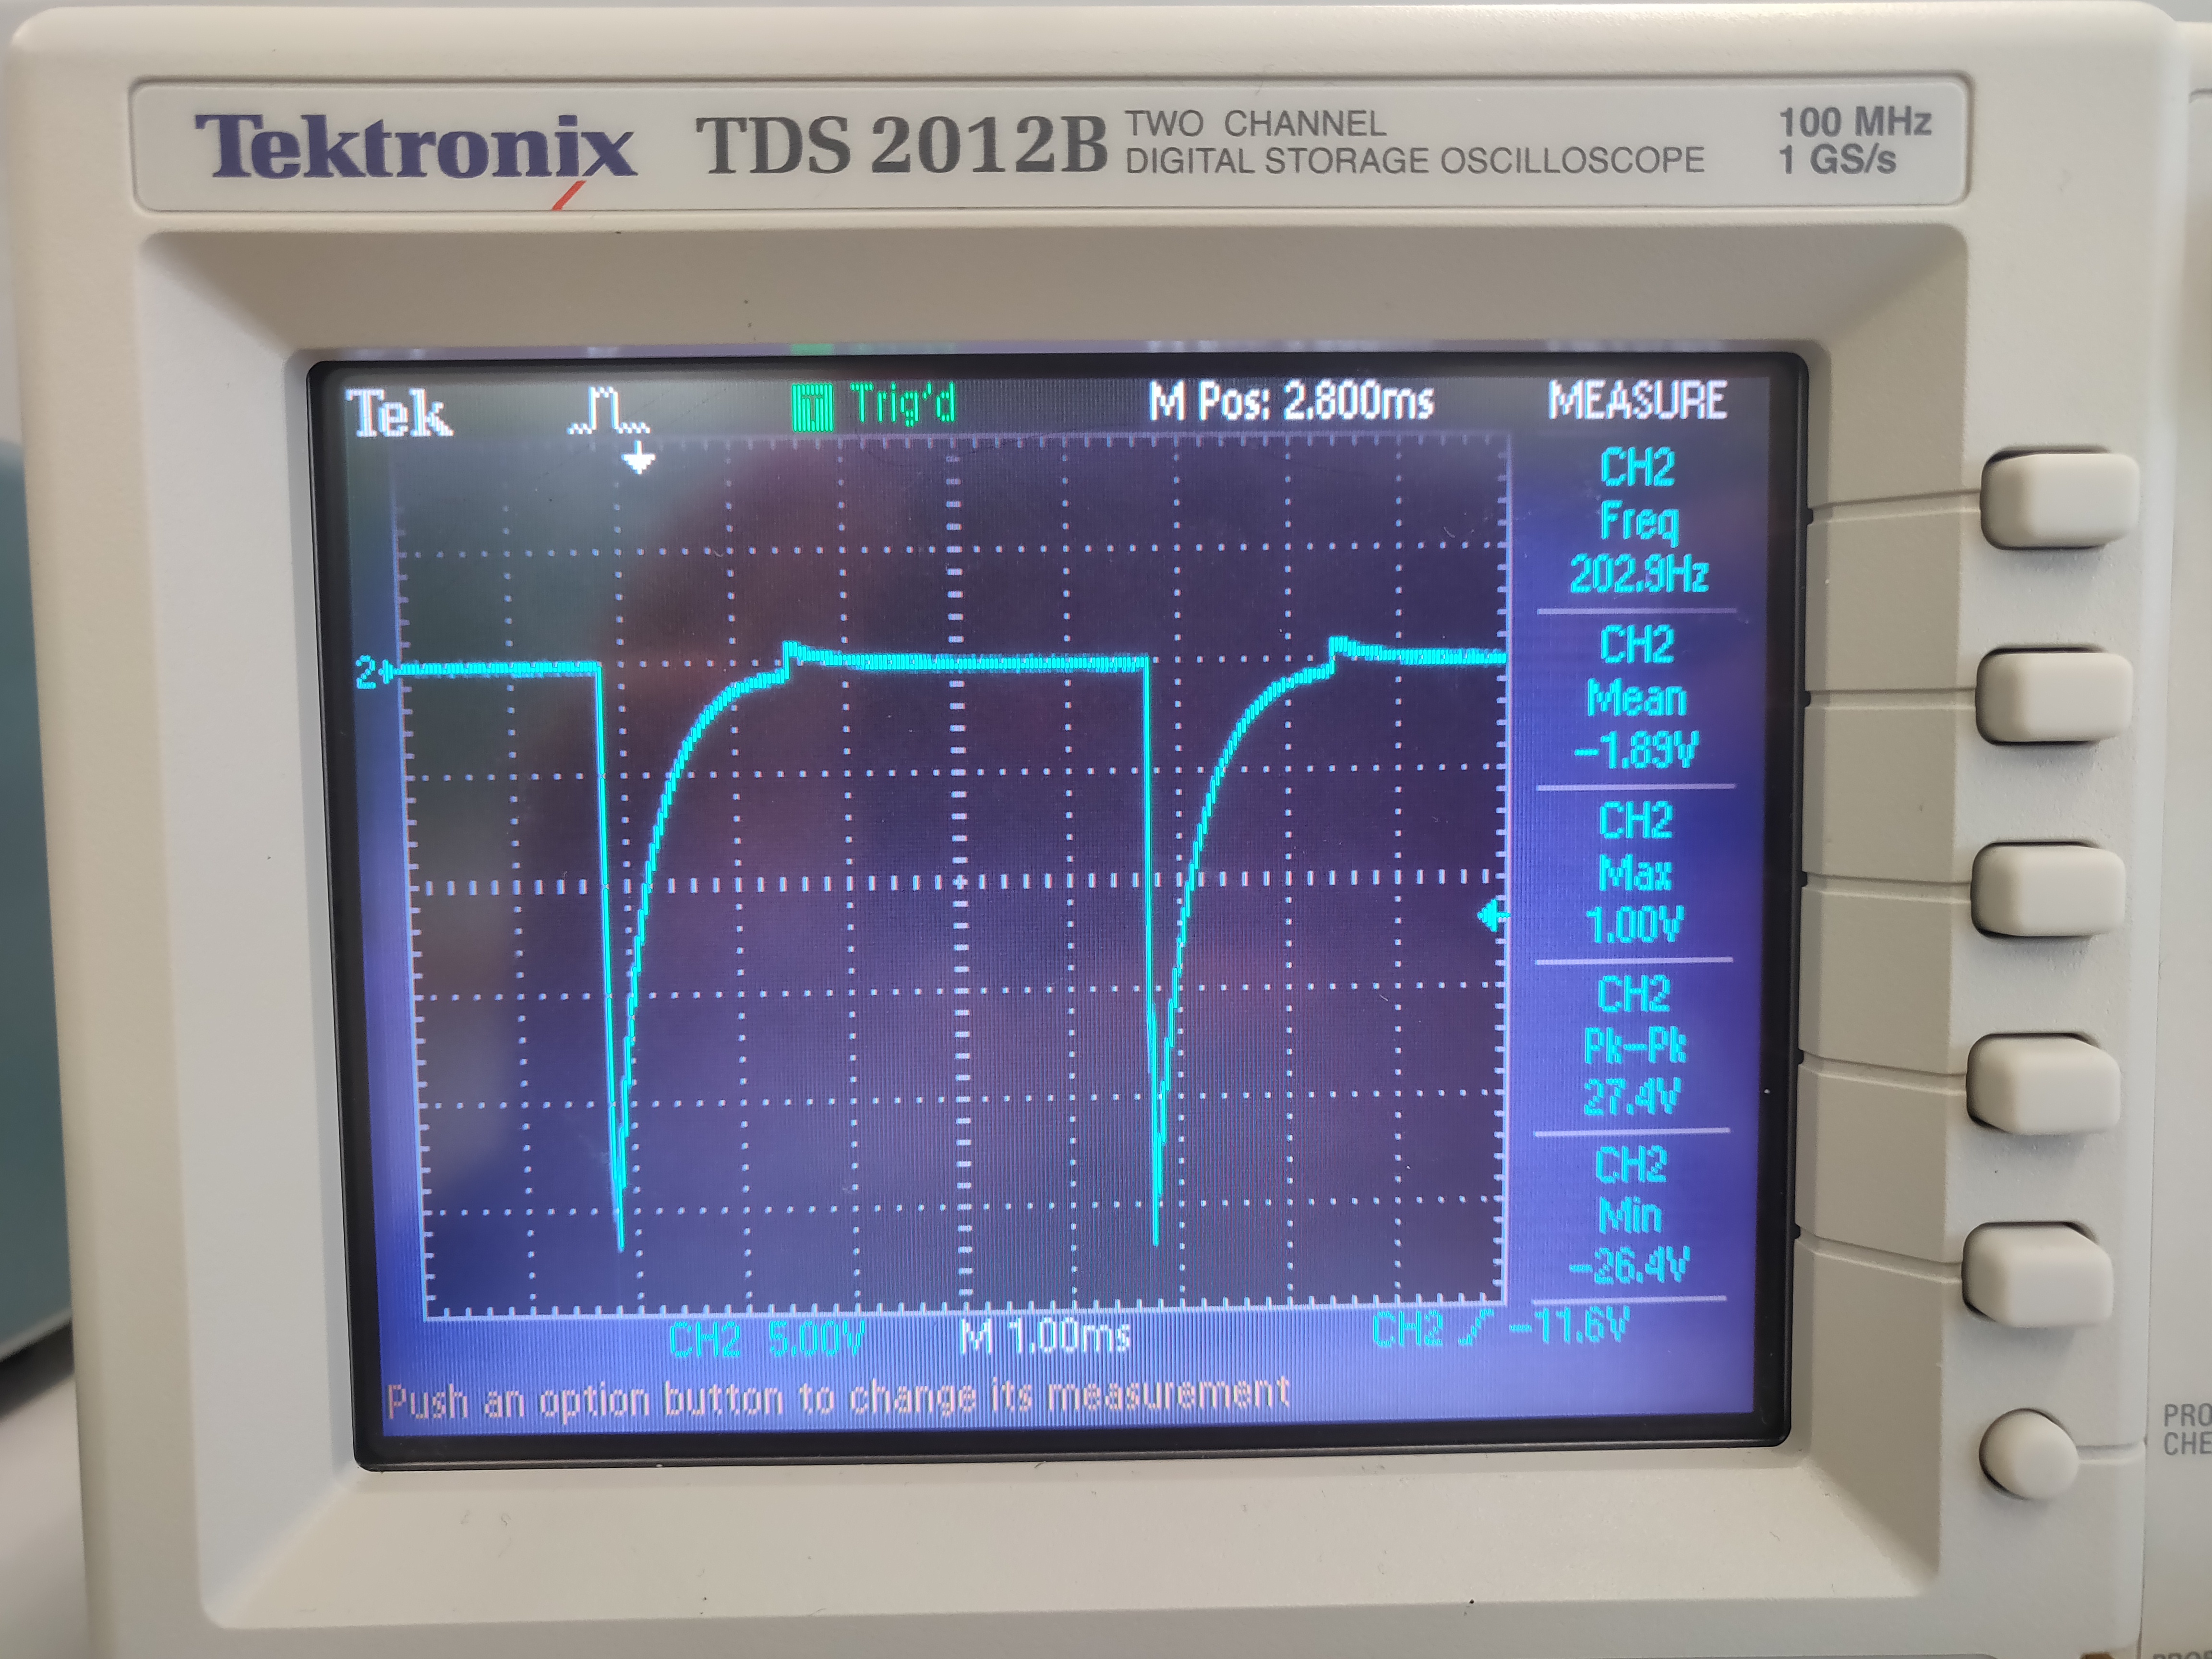 Tektronix TDS 2012B TWO CHANNEL
DIGITAL STORAGE OSCILLOSCOPE
100 MHz
1 GS/s
Tek T Trig'd M Pos: 2.800ms MEASURE
CH2
Freq
202.9Hz
CH2
Mean
-1.89V
CH2
Max
1.00V
CH2
Pk-Pk
27.4V
CH2
Min
-26.4V
2
CH2 5.00V M 1.00ms CH2 -11.6V
Push an option button to change its measurement
PRO
CHE